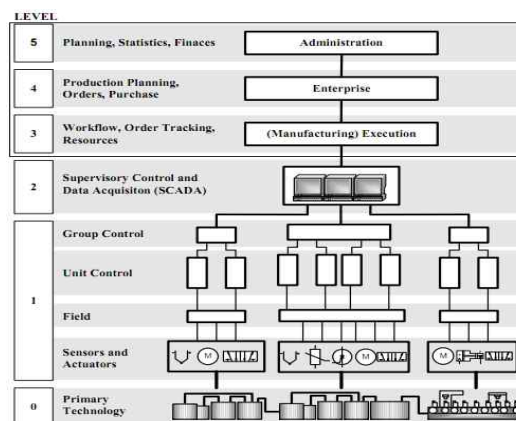 LEVEL
5 Planning, Statistics, Finaces Administration
4 Production Planning,
Orders, Purchase Enterprise
3 Workflow, Order Tracking,
Resources (Manufacturing) Execution
2 Supervisory Control and
Data Acquisiton (SCADA)
1
Group Control
Unit Control
Field
Sensors and
Actuators
M M M
0 Primary
Technology